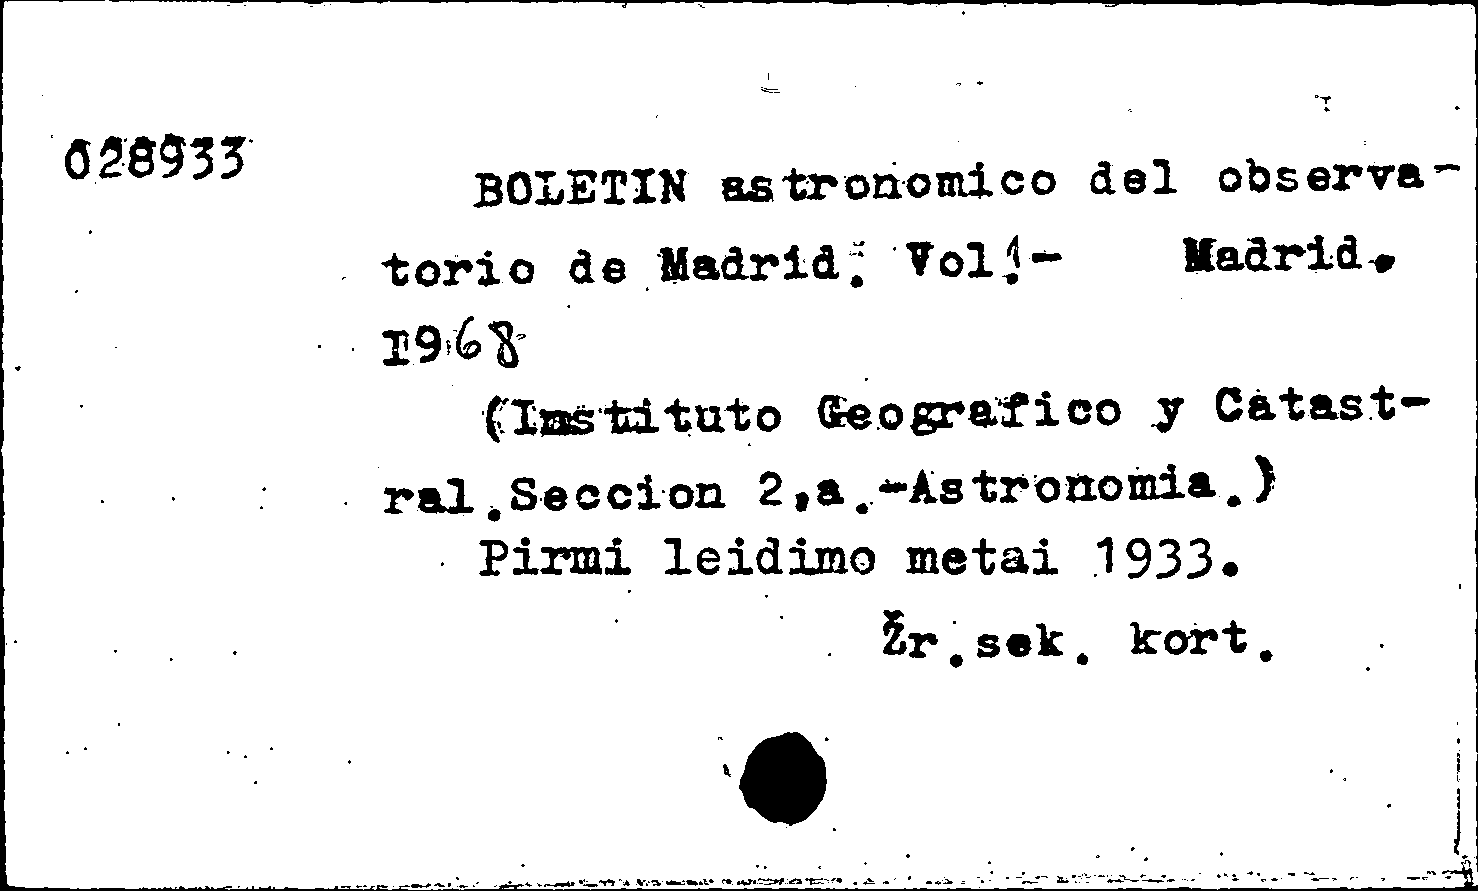 028933
BOLETIN astronomico del observa-
torio de Madrid. Vol.1- Madrid.
1968
(Instituto Geografico y Catast-
ral.Seccion 2,a.-Astronomia.)
Pirmi leidimo metai 1933.
Žr.sek. kort.